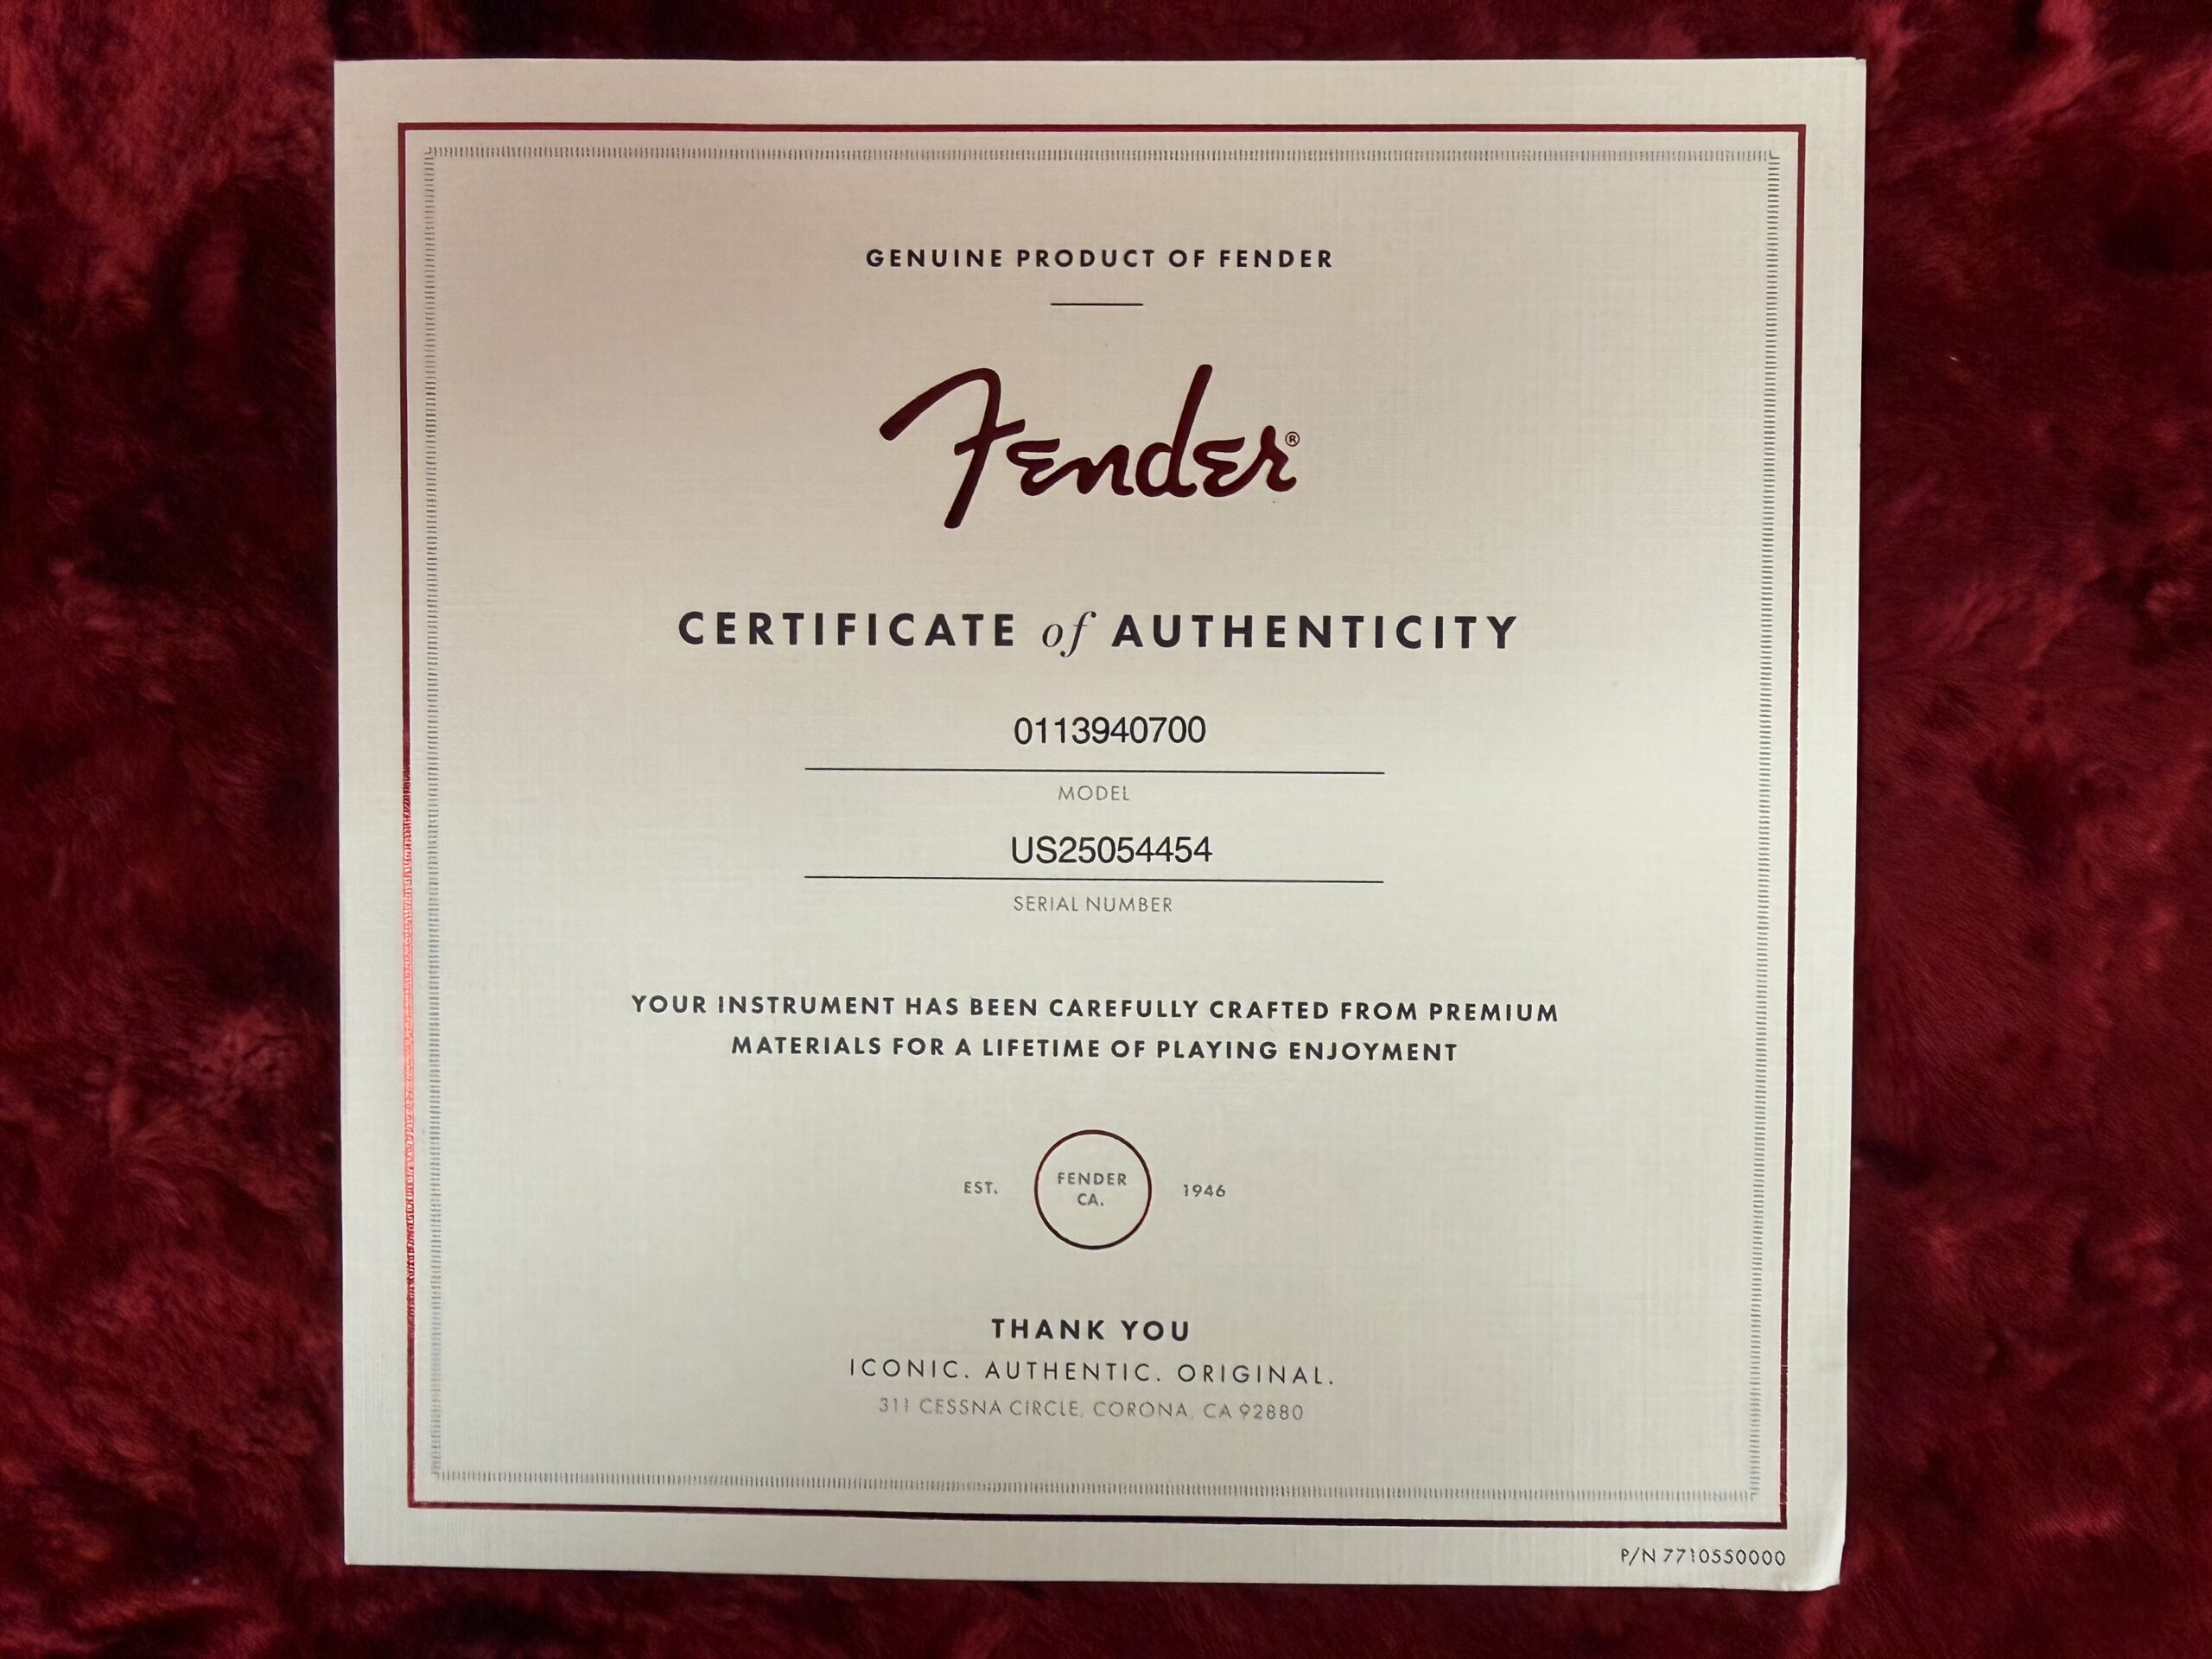 GENUINE PRODUCT OF FENDER
Fender®
CERTIFICATE of AUTHENTICITY
0113940700
MODEL
US25054454
SERIAL NUMBER
YOUR INSTRUMENT HAS BEEN CAREFULLY CRAFTED FROM PREMIUM
MATERIALS FOR A LIFETIME OF PLAYING ENJOYMENT
EST. FENDER 1946
CA.
THANK YOU
ICONIC. AUTHENTIC. ORIGINAL.
311 CESSNA CIRCLE, CORONA, CA 92880
P/N 7710550000